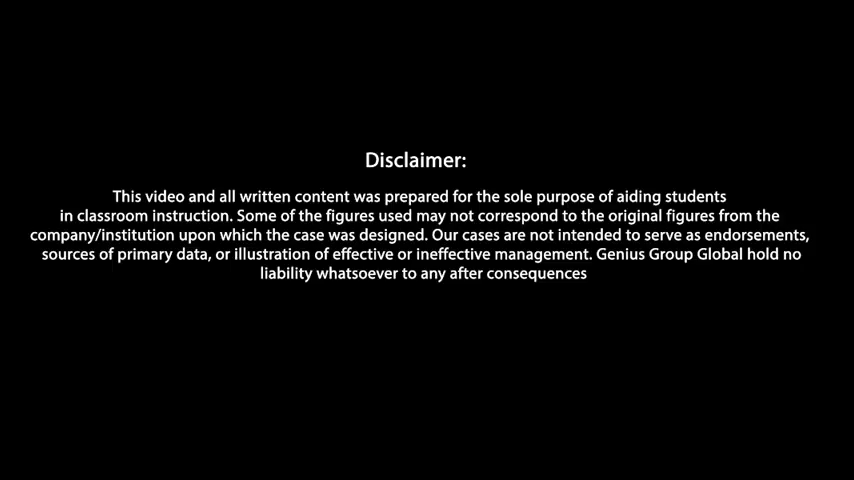 Disclaimer:
This video and all written content was prepared for the sole purpose of aiding students
in classroom instruction. Some of the figures used may not correspond to the original figures from the
company/institution upon which the case was designed. Our cases are not intended to serve as endorsements,
sources of primary data, or illustration of effective or ineffective management. Genius Group Global hold no
liability whatsoever to any after consequences